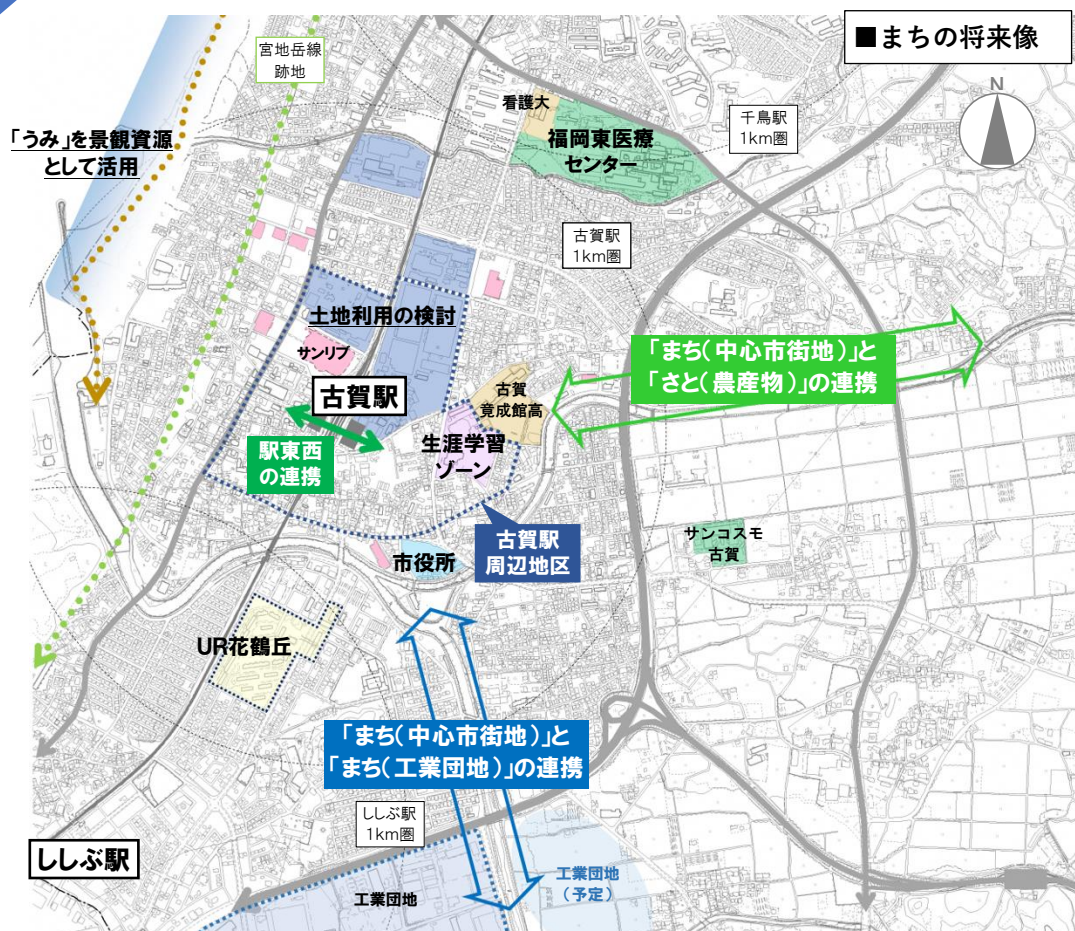 ■まちの将来像
N
宮地岳線
跡地
「うみ」を景観資源
として活用
看護大
福岡東医療
センター
千鳥駅
1km圏
古賀駅
1km圏
土地利用の検討
サンリブ
古賀駅
古賀
竟成館高
「まち(中心市街地)」と
「さと(農産物)」の連携
駅東西
の連携
生涯学習
ゾーン
古賀駅
周辺地区
サンコスモ
古賀
市役所
UR花鶴丘
「まち(中心市街地)」と
「まち(工業団地)」の連携
ししぶ駅
1km圏
ししぶ駅
工業団地
工業団地
(予定)